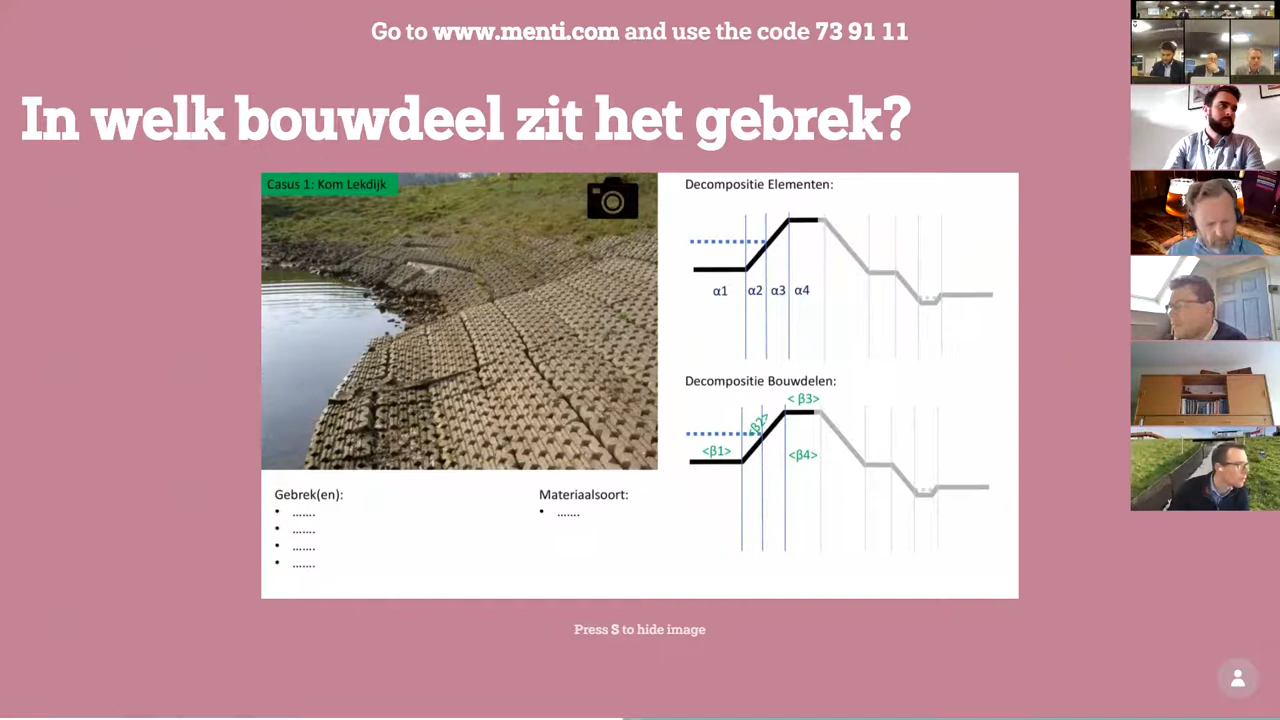 Go to www.menti.com and use the code 73 91 11
In welk bouwdeel zit het gebrek?
Casus 1: Kom Lekdijk
Decompositie Elementen:
α1
α2
α3
α4
Decompositie Bouwdelen:
< β3>
<β2>
<β1>
<β4>
Gebrek(en):
• .......
• .......
• .......
• .......
Materiaalsoort:
• .......
Press S to hide image